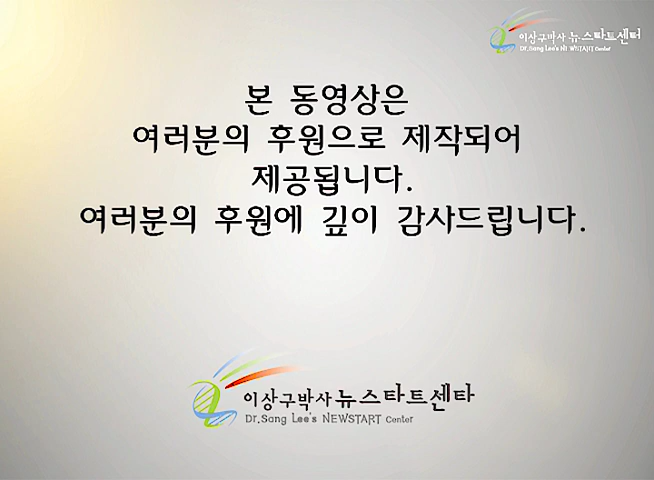 이상구박사 뉴스타트센터
본 동영상은
여러분의 후원으로 제작되어
제공됩니다.
여러분의 후원에 깊이 감사드립니다.
이상구박사 뉴스타트센타
Dr.Sang Lee's NEWSTART Center